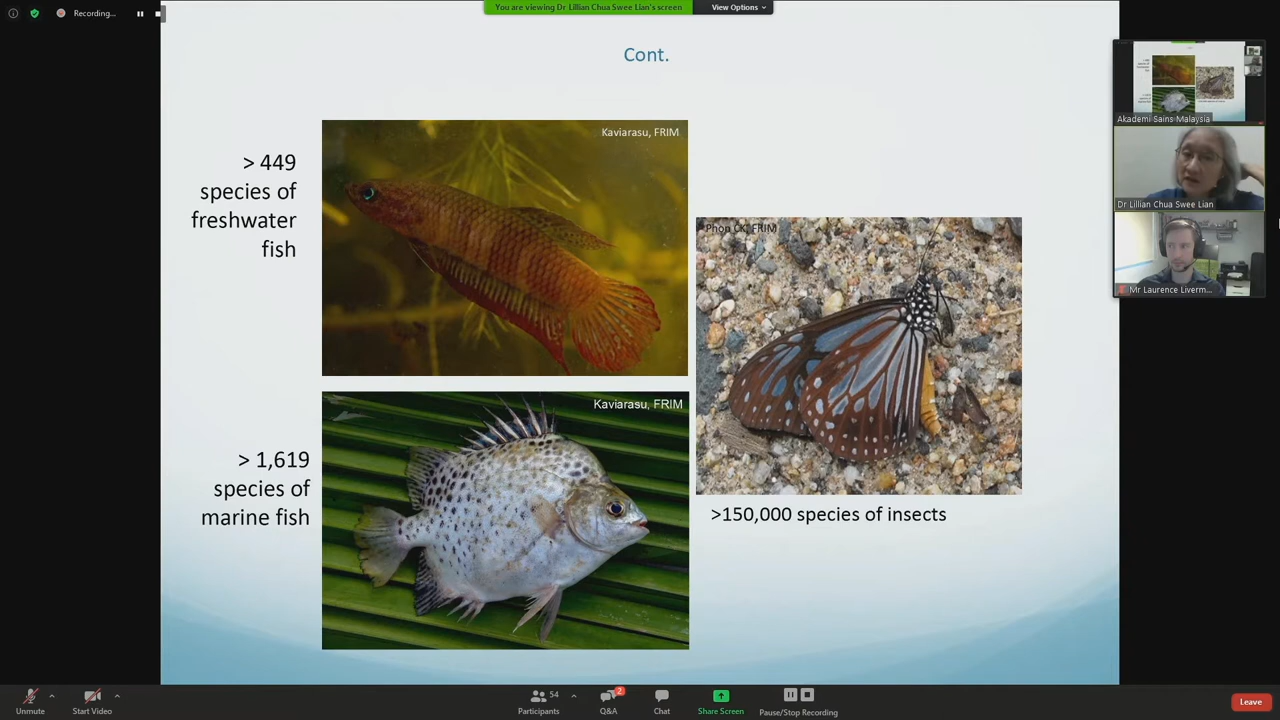 Recording...
You are viewing Dr Lillian Chua Swee Lian's screen
View Options
Cont.
> 449
species of
freshwater
fish
Kaviarasu, FRIM
Phon CK, FRIM
>150,000 species of insects
> 1,619
species of
marine fish
Kaviarasu, FRIM
Akademi Sains Malaysia
Dr Lillian Chua Swee Lian
Mr Laurence Liverm...
Unmute
Start Video
54
Participants
2
Q&A
Chat
Share Screen
Pause/Stop Recording
Leave